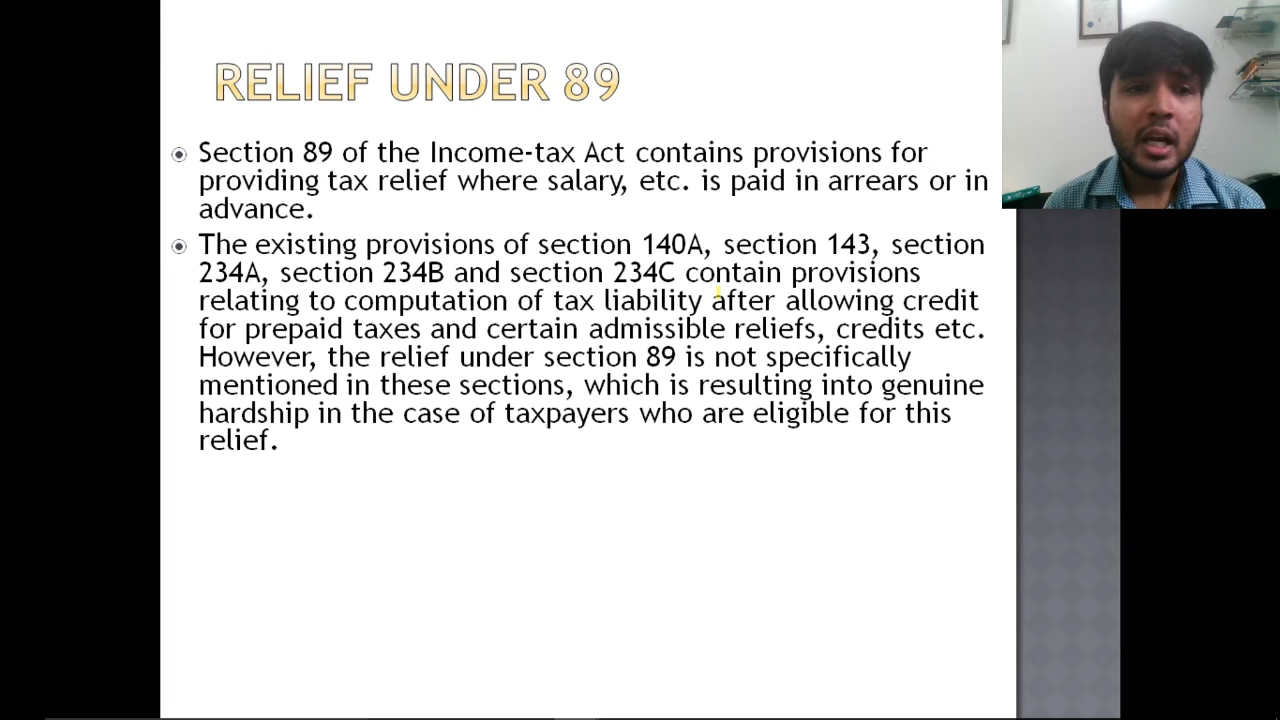 RELIEF UNDER 89
Section 89 of the Income-tax Act contains provisions for
providing tax relief where salary, etc. is paid in arrears or in
advance.
The existing provisions of section 140A, section 143, section
234A, section 234B and section 234C contain provisions
relating to computation of tax liability after allowing credit
for prepaid taxes and certain admissible reliefs, credits etc.
However, the relief under section 89 is not specifically
mentioned in these sections, which is resulting into genuine
hardship in the case of taxpayers who are eligible for this
relief.